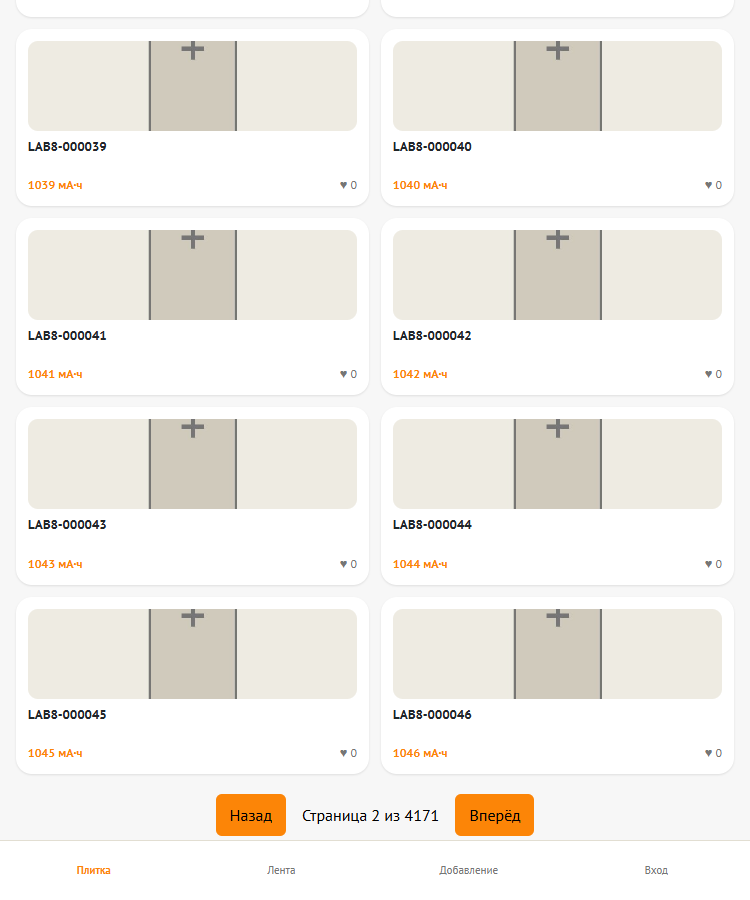 LAB8-000039
1039 мА·ч ♥ 0
LAB8-000040
1040 мА·ч ♥ 0
LAB8-000041
1041 мА·ч ♥ 0
LAB8-000042
1042 мА·ч ♥ 0
LAB8-000043
1043 мА·ч ♥ 0
LAB8-000044
1044 мА·ч ♥ 0
LAB8-000045
1045 мА·ч ♥ 0
LAB8-000046
1046 мА·ч ♥ 0
Назад Страница 2 из 4171 Вперёд
Плитка Лента Добавление Вход